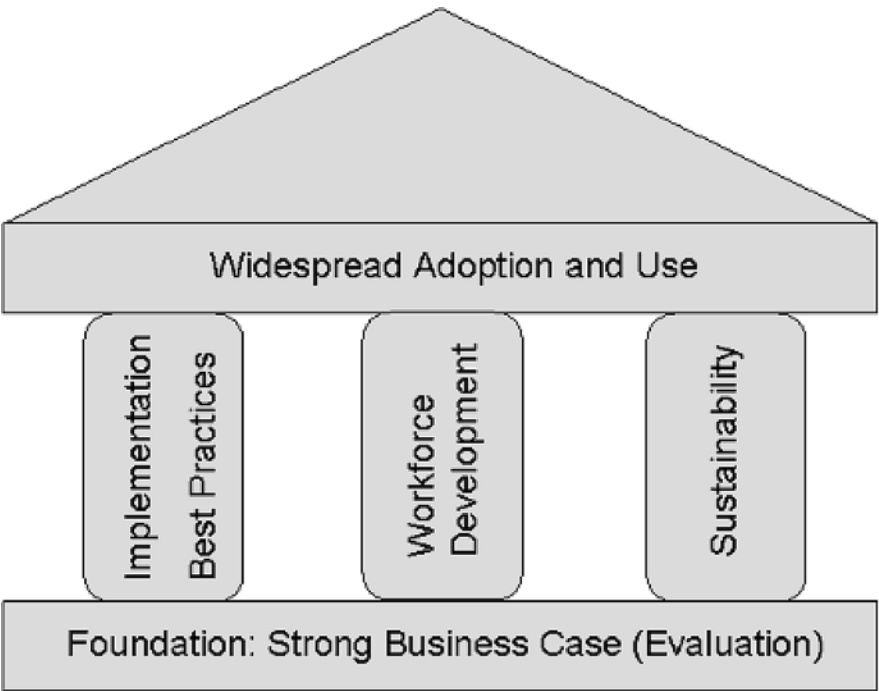 Widespread Adoption and Use
Implementation
Best Practices
Workforce
Development
Sustainability
Foundation: Strong Business Case (Evaluation)